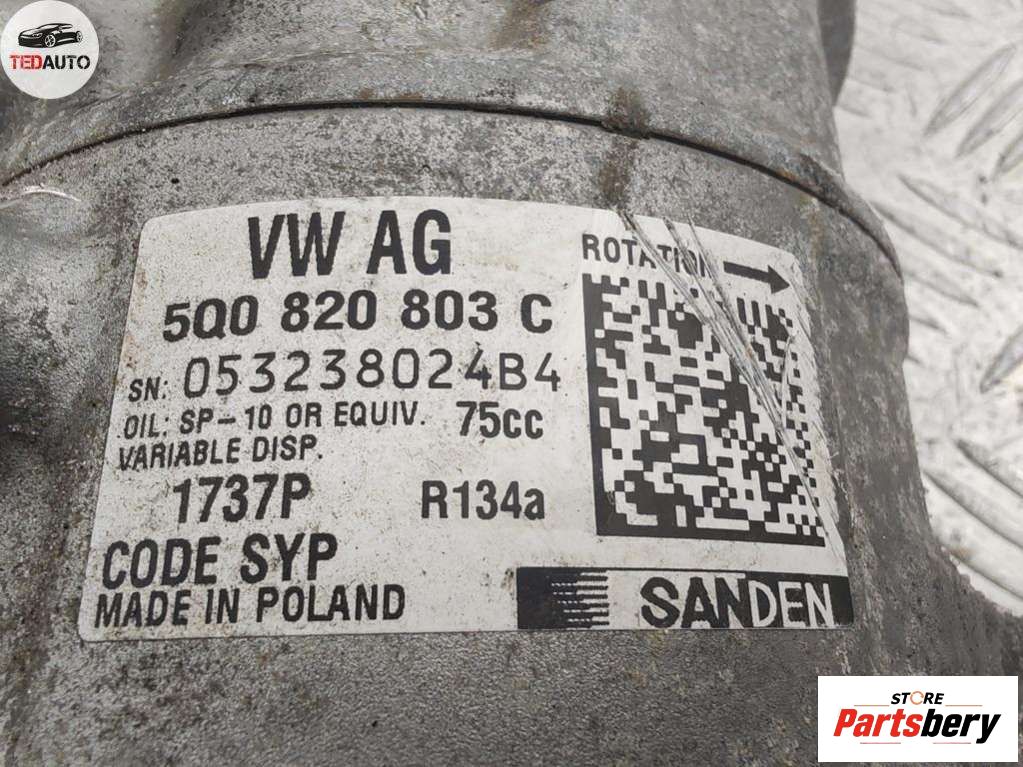 TEDAUTO
VW AG
ROTATION
5Q0 820 803 C
SN: 053238024B4
OIL: SP-10 OR EQUIV. 75cc
VARIABLE DISP.
1737P R134a
CODE SYP
MADE IN POLAND
SANDEN
STORE
Partsbery